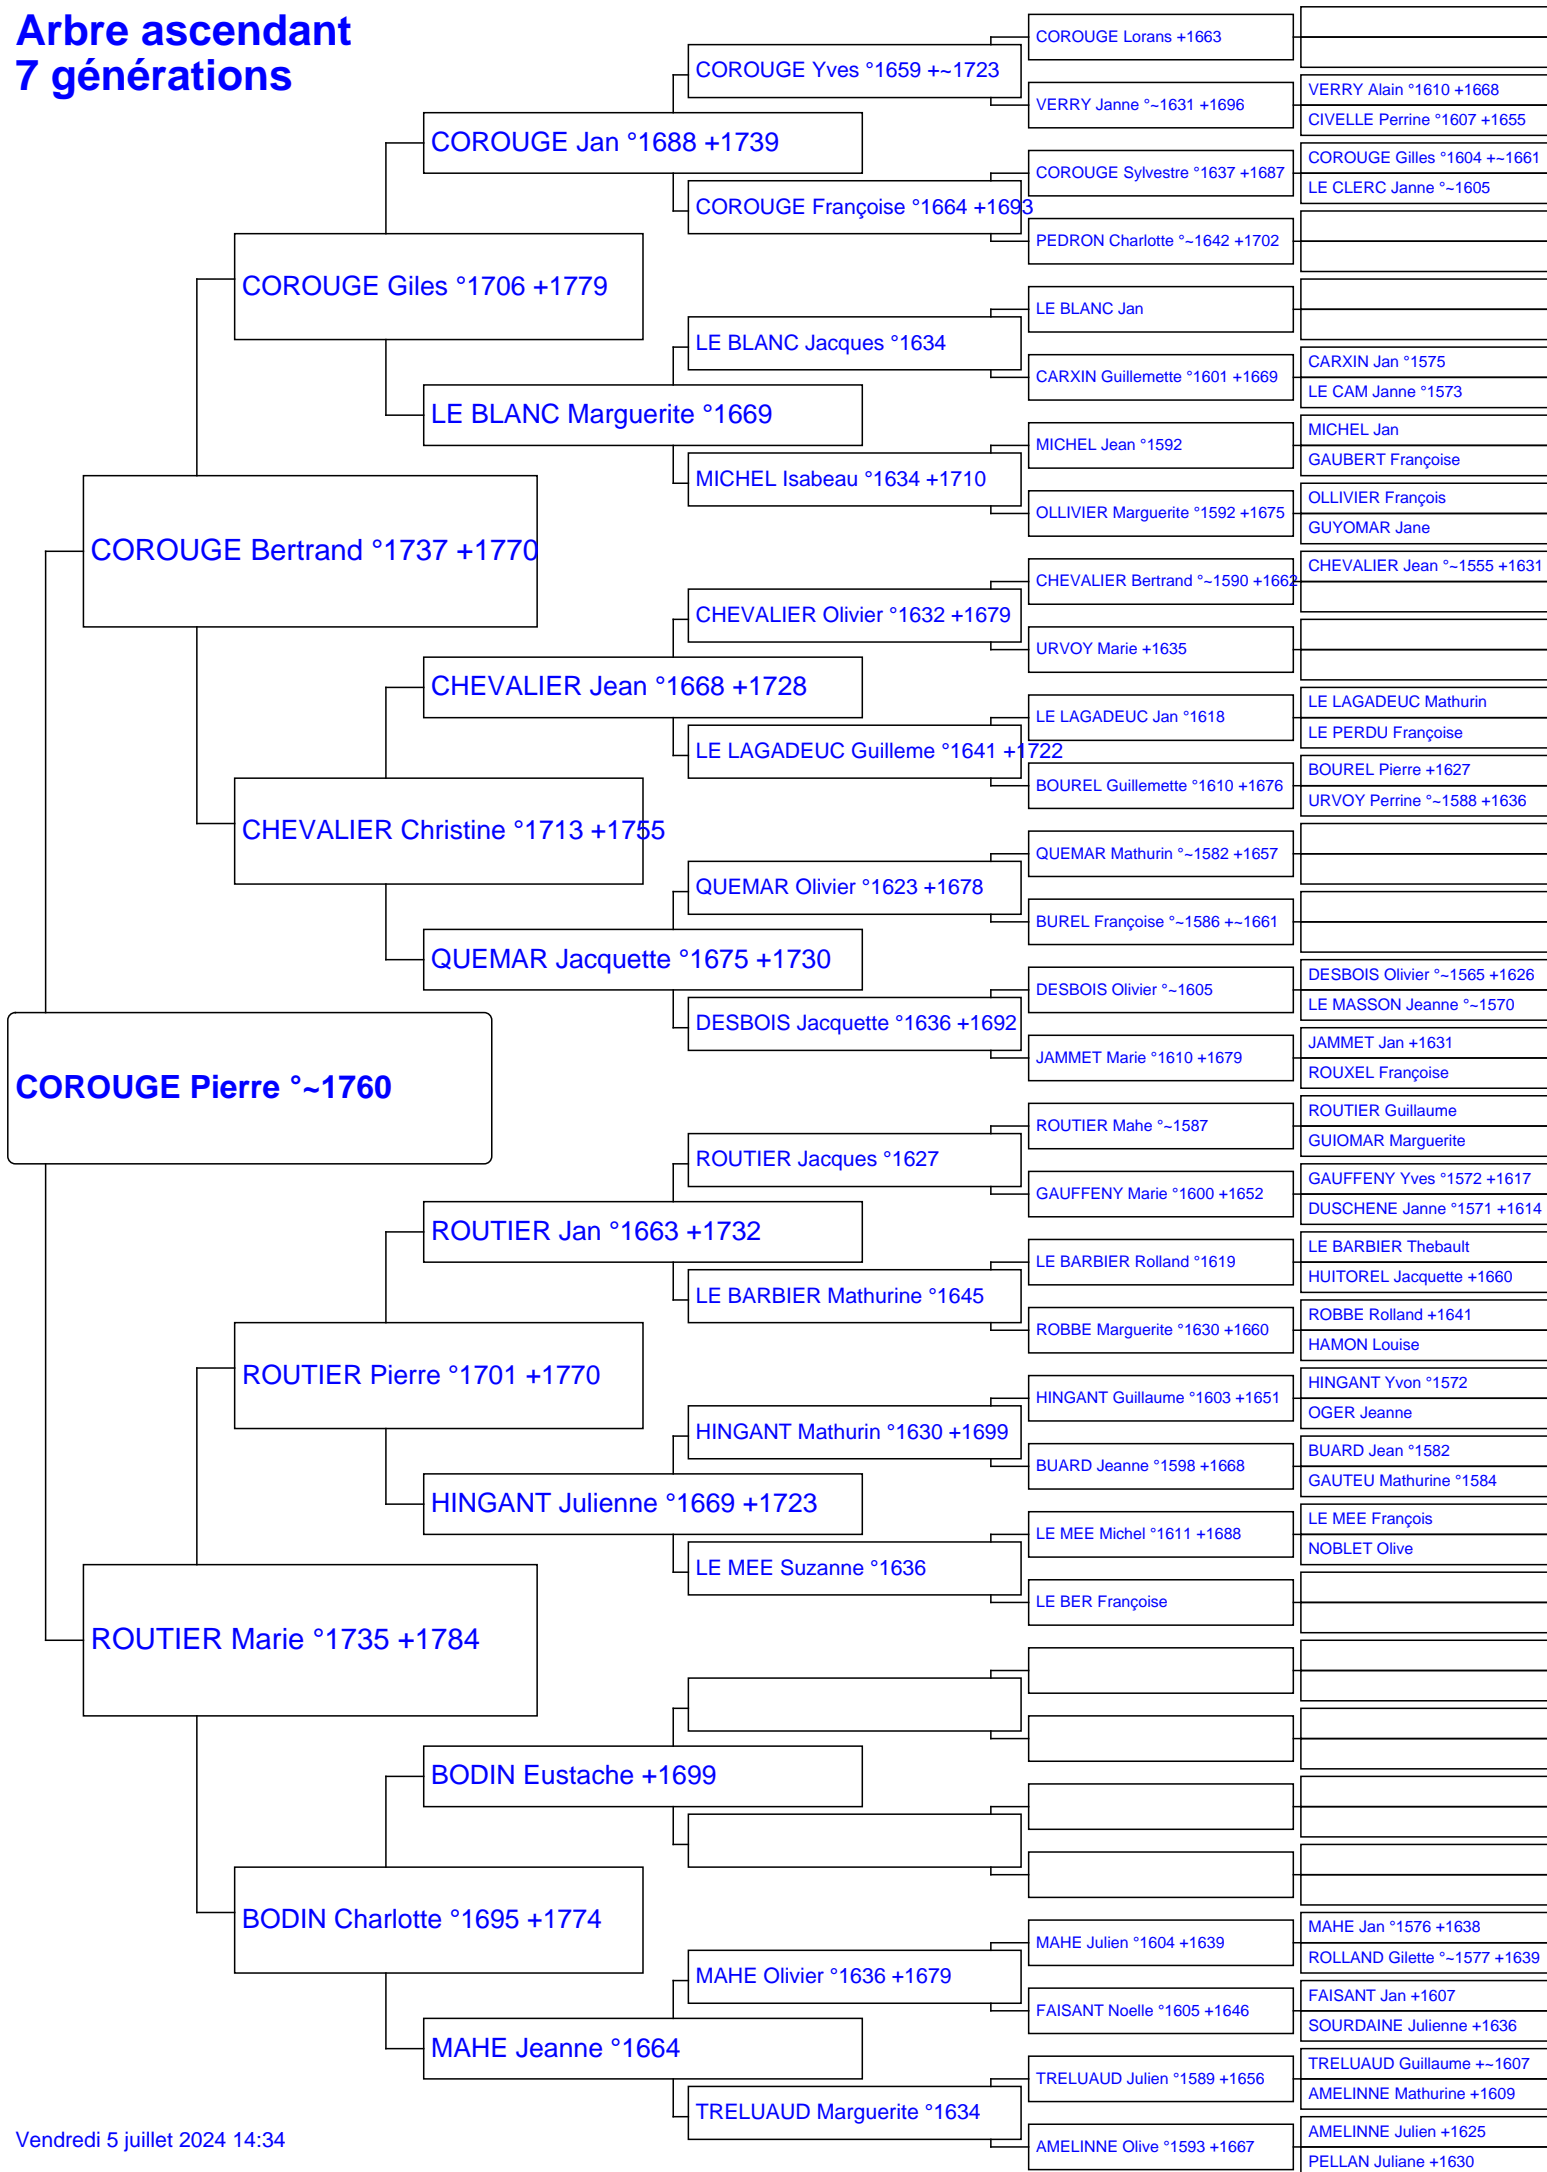 Arbre ascendant
7 générations
COROUGE Pierre °~1760
COROUGE Bertrand °1737 +1770
ROUTIER Marie °1735 +1784
COROUGE Giles °1706 +1779
CHEVALIER Christine °1713 +1755
ROUTIER Pierre °1701 +1770
BODIN Charlotte °1695 +1774
COROUGE Jan °1688 +1739
LE BLANC Marguerite °1669
CHEVALIER Jean °1668 +1728
QUEMAR Jacquette °1675 +1730
ROUTIER Jan °1663 +1732
HINGANT Julienne °1669 +1723
BODIN Eustache +1699
MAHE Jeanne °1664
COROUGE Yves °1659 +~1723
COROUGE Françoise °1664 +1693
LE BLANC Jacques °1634
MICHEL Isabeau °1634 +1710
CHEVALIER Olivier °1632 +1679
LE LAGADEUC Guilleme °1641 +1722
QUEMAR Olivier °1623 +1678
DESBOIS Jacquette °1636 +1692
ROUTIER Jacques °1627
LE BARBIER Mathurine °1645
HINGANT Mathurin °1630 +1699
LE MEE Suzanne °1636
MAHE Olivier °1636 +1679
TRELUAUD Marguerite °1634
COROUGE Lorans +1663
VERRY Janne °~1631 +1696
COROUGE Sylvestre °1637 +1687
PEDRON Charlotte °~1642 +1702
LE BLANC Jan
CARXIN Guillemette °1601 +1669
MICHEL Jean °1592
OLLIVIER Marguerite °1592 +1675
CHEVALIER Bertrand °~1590 +1662
URVOY Marie +1635
LE LAGADEUC Jan °1618
BOUREL Guillemette °1610 +1676
QUEMAR Mathurin °~1582 +1657
BUREL Françoise °~1586 +~1661
DESBOIS Olivier °~1605
JAMMET Marie °1610 +1679
ROUTIER Mahe °~1587
GAUFFENY Marie °1600 +1652
LE BARBIER Rolland °1619
ROBBE Marguerite °1630 +1660
HINGANT Guillaume °1603 +1651
BUARD Jeanne °1598 +1668
LE MEE Michel °1611 +1688
LE BER Françoise
MAHE Julien °1604 +1639
FAISANT Noelle °1605 +1646
TRELUAUD Julien °1589 +1656
AMELINNE Olive °1593 +1667
VERRY Alain °1610 +1668
CIVELLE Perrine °1607 +1655
COROUGE Gilles °1604 +~1661
LE CLERC Janne °~1605
CARXIN Jan °1575
LE CAM Janne °1573
MICHEL Jan
GAUBERT Françoise
OLLIVIER François
GUYOMAR Jane
CHEVALIER Jean °~1555 +1631
LE LAGADEUC Mathurin
LE PERDU Françoise
BOUREL Pierre +1627
URVOY Perrine °~1588 +1636
DESBOIS Olivier °~1565 +1626
LE MASSON Jeanne °~1570
JAMMET Jan +1631
ROUXEL Françoise
ROUTIER Guillaume
GUIOMAR Marguerite
GAUFFENY Yves °1572 +1617
DUSCHENE Janne °1571 +1614
LE BARBIER Thebault
HUITOREL Jacquette +1660
ROBBE Rolland +1641
HAMON Louise
HINGANT Yvon °1572
OGER Jeanne
BUARD Jean °1582
GAUTEU Mathurine °1584
LE MEE François
NOBLET Olive
MAHE Jan °1576 +1638
ROLLAND Gilette °~1577 +1639
FAISANT Jan +1607
SOURDAINE Julienne +1636
TRELUAUD Guillaume +~1607
AMELINNE Mathurine +1609
AMELINNE Julien +1625
PELLAN Juliane +1630
Vendredi 5 juillet 2024 14:34